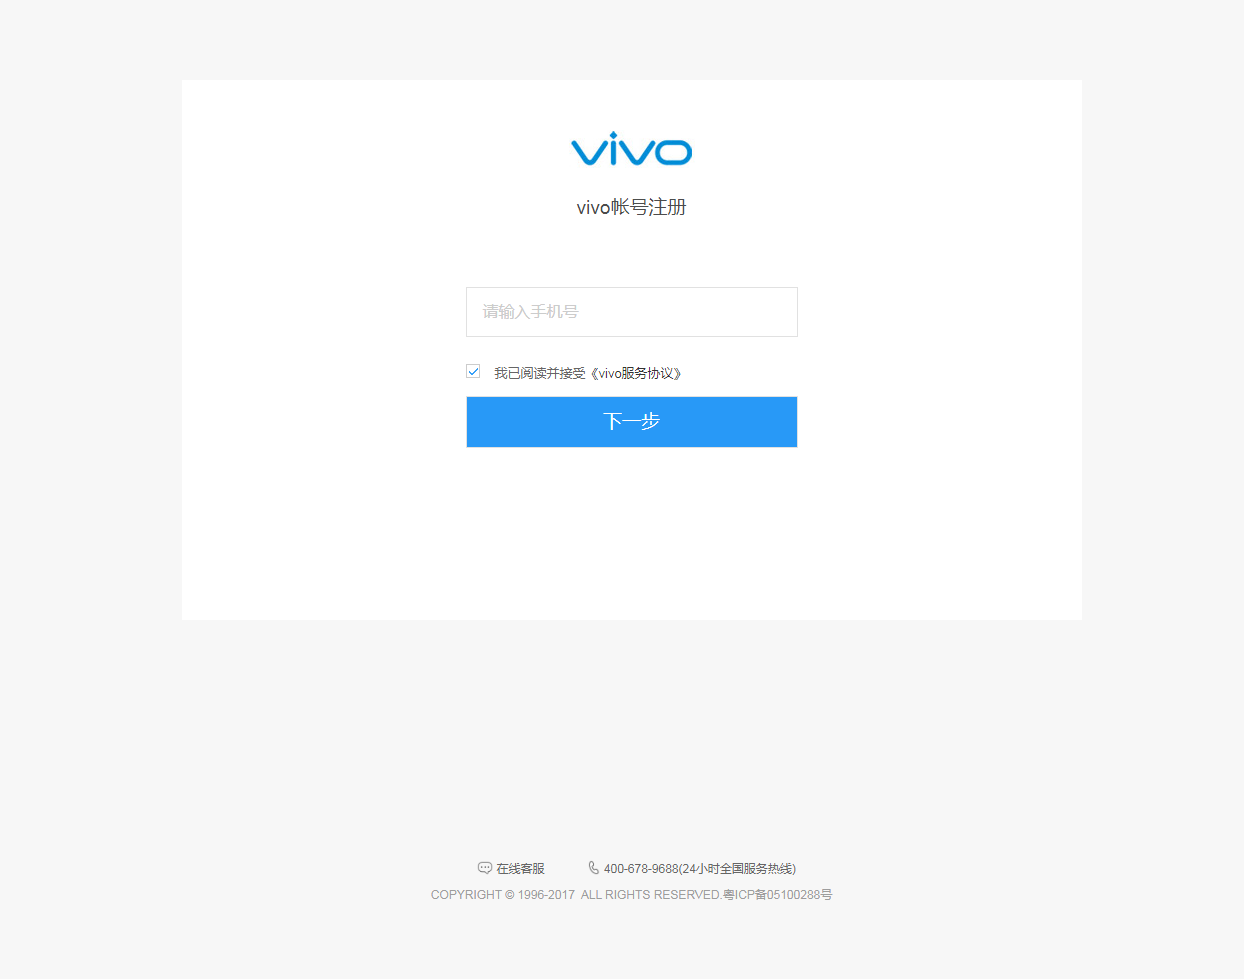 vivo
vivo帐号注册
请输入手机号
我已阅读并接受《vivo服务协议》
下一步
在线客服 400-678-9688(24小时全国服务热线)
COPYRIGHT © 1996-2017 ALL RIGHTS RESERVED.粤ICP备05100288号